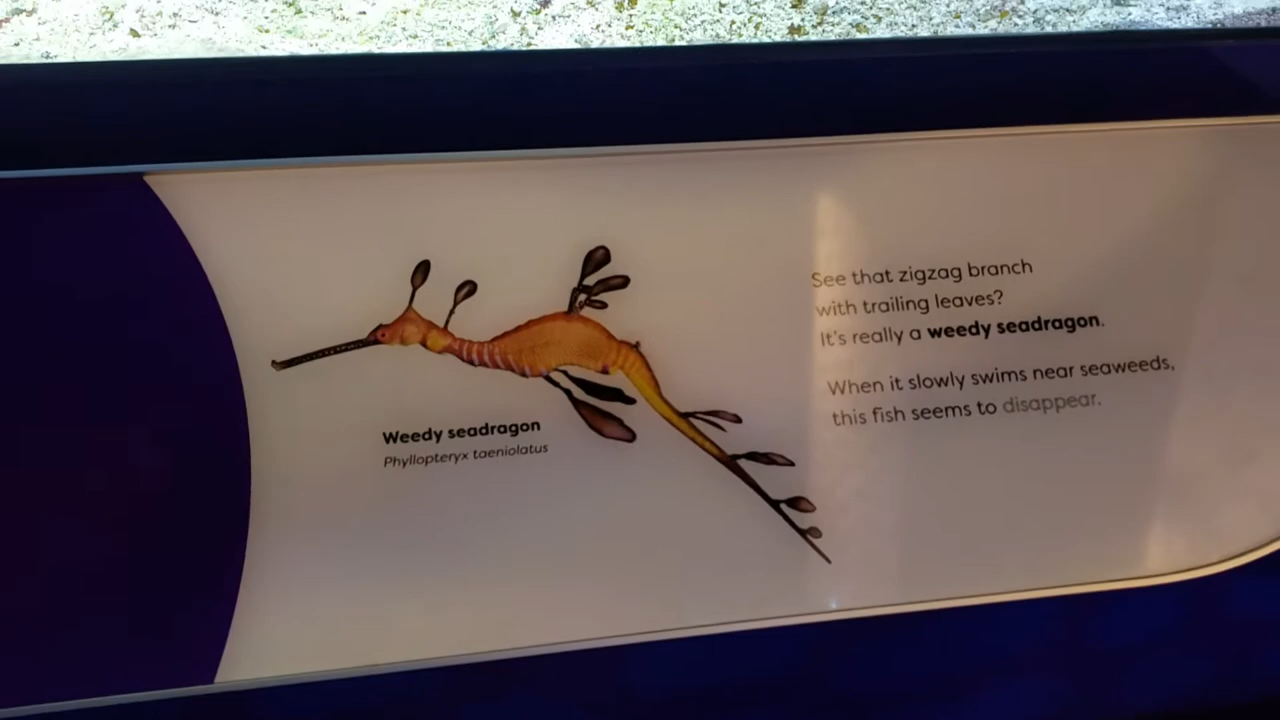 See that zigzag branch
with trailing leaves?
It's really a weedy seadragon.
When it slowly swims near seaweeds,
this fish seems to disappear.
Weedy seadragon
Phyllopteryx taeniolatus